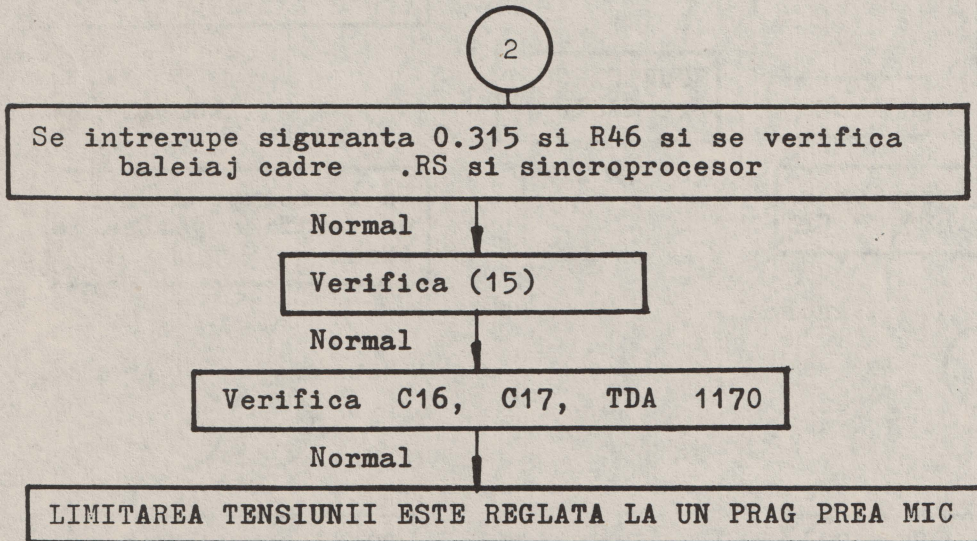 2
Se intrerupe siguranta 0.315 si R46 si se verifica
baleiaj cadre .RS si sincroprocesor
Normal
Verifica (15)
Normal
Verifica C16, C17, TDA 1170
Normal
LIMITAREA TENSIUNII ESTE REGLATA LA UN PRAG PREA MIC